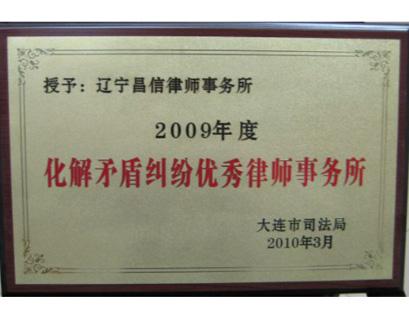 授予：辽宁昌信律师事务所
2009年度
化解矛盾纠纷优秀律师事务所
大连市司法局
2010年3月